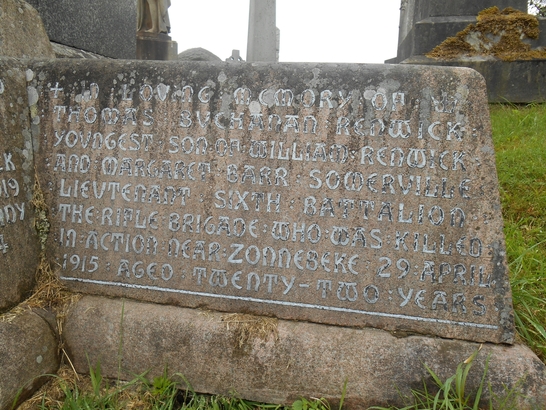 + IN LOVING MEMORY OF
THOMAS BUCHANAN RENWICK
YOUNGEST SON OF WILLIAM RENWICK
AND MARGARET BARR SOMERVILLE
LIEUTENANT SIXTH BATTALION
THE RIFLE BRIGADE WHO WAS KILLED
IN ACTION NEAR ZONNEBEKE 29 APRIL
1915 AGED TWENTY-TWO YEARS